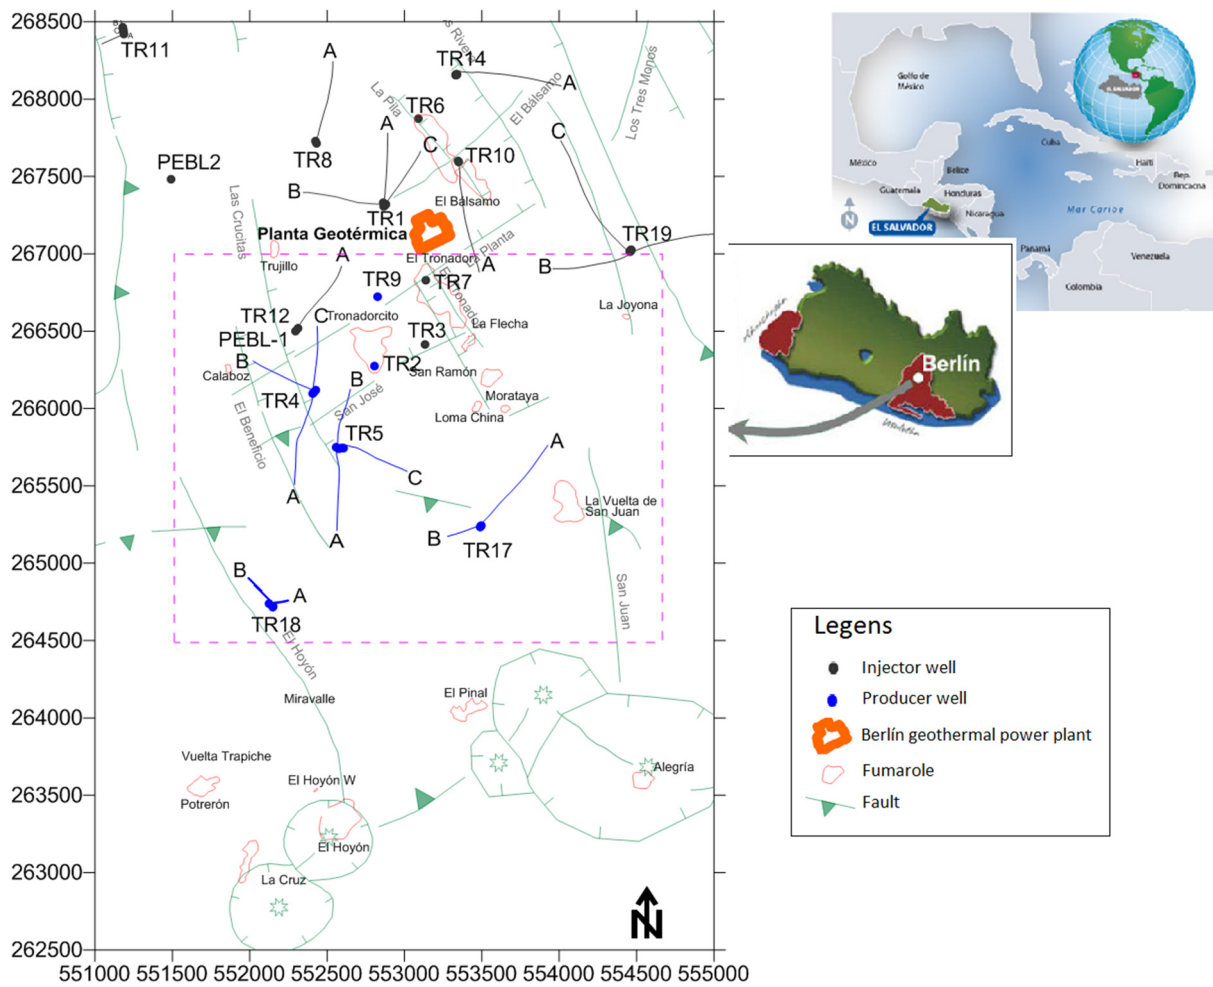 268500
268000
267500
267000
266500
266000
265500
265000
264500
264000
263500
263000
262500
551000 551500 552000 552500 553000 553500 554000 554500 555000
TR11
A
TR14
A
La Pila
TR6
El Bálsamo
Los Tres Monos
A
C
C
TR8
TR10
PEBL2
B
El Bálsamo
TR1
Las Crucitas
Planta Geotérmica
TR19
Planta
A
El Tronador
A
B
Trujillo
TR9
TR7
La Joyona
TR12
C
Tronadorcito
La Flecha
PEBL-1
TR3
B
TR2
San Ramón
Calaboz
B
Morataya
TR4
San José
Loma China
El Beneficio
TR5
A
C
A
La Vuelta de
San Juan
A
B
TR17
B
A
San Juan
TR18
El Hoyón
Miravalle
El Pinal
Vuelta Trapiche
Alegría
El Hoyón W
Potrerón
El Hoyón
La Cruz
N
Golfo de
México
EL SALVADOR
Cuba
México
Haití
Rep.
Domincacna
Belice
Guatemala
Honduras
Mar Caribe
Nicaragua
N
EL SALVADOR
Panamá
Venezuela
Colombia
Berlín
Legens
Injector well
Producer well
Berlín geothermal power plant
Fumarole
Fault